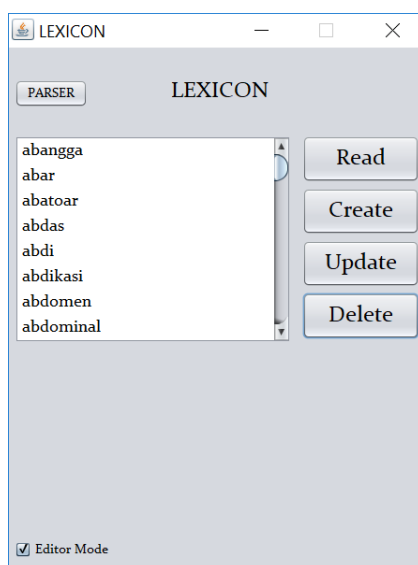 LEXICON
PARSER
LEXICON
abangga
abar
abatoar
abdas
abdi
abdikasi
abdomen
abdominal
Read
Create
Update
Delete
Editor Mode